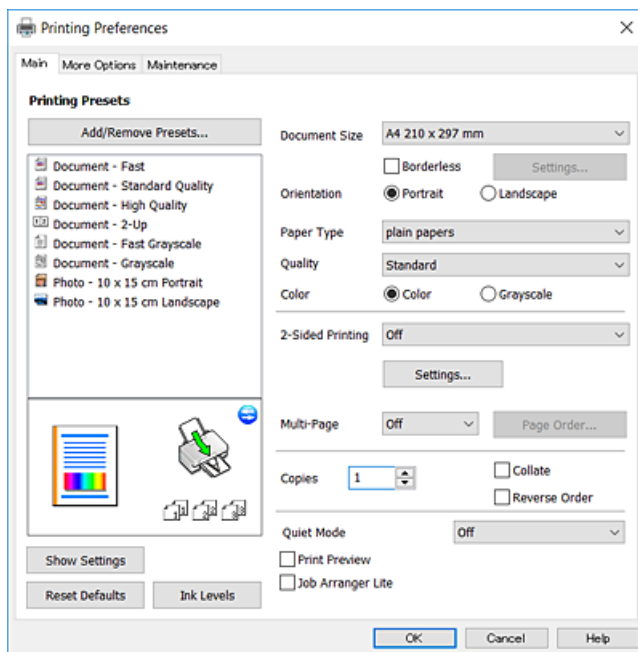 Printing Preferences
Main More Options Maintenance
Printing Presets
Add/Remove Presets...
Document - Fast
Document - Standard Quality
Document - High Quality
Document - 2-Up
Document - Fast Grayscale
Document - Grayscale
Photo - 10 x 15 cm Portrait
Photo - 10 x 15 cm Landscape
Show Settings
Reset Defaults Ink Levels
Document Size A4 210 x 297 mm
Borderless Settings...
Orientation Portrait Landscape
Paper Type plain papers
Quality Standard
Color Color Grayscale
2-Sided Printing Off
Settings...
Multi-Page Off Page Order...
Copies 1 Collate
Reverse Order
Quiet Mode Off
Print Preview
Job Arranger Lite
OK Cancel Help